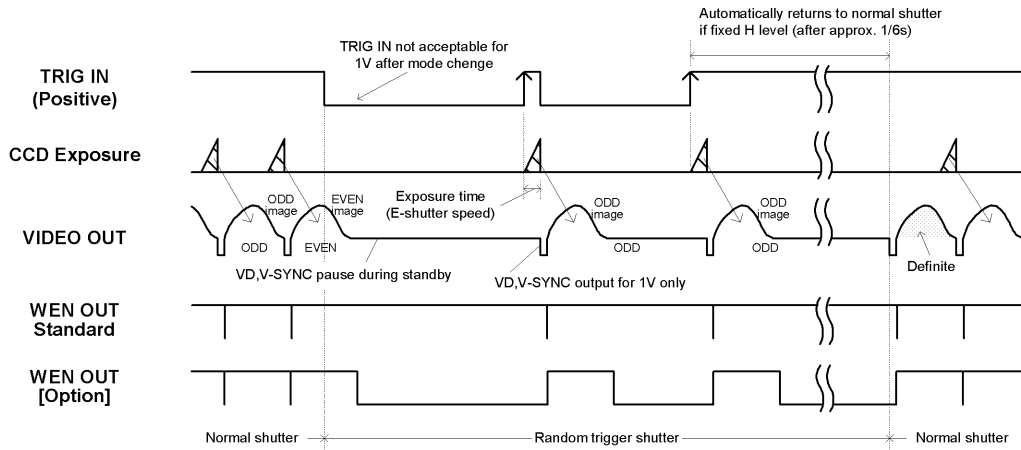 Automatically returns to normal shutter
if fixed H level (after approx. 1/6s)
TRIG IN not acceptable for
1V after mode chenge
TRIG IN
(Positive)
CCD Exposure
Exposure time
(E-shutter speed)
ODD
image
EVEN
image
ODD
image
ODD
image
VIDEO OUT
ODD
EVEN
ODD
ODD
Definite
VD,V-SYNC pause during standby
VD,V-SYNC output for 1V only
WEN OUT
Standard
WEN OUT
[Option]
Normal shutter
Random trigger shutter
Normal shutter